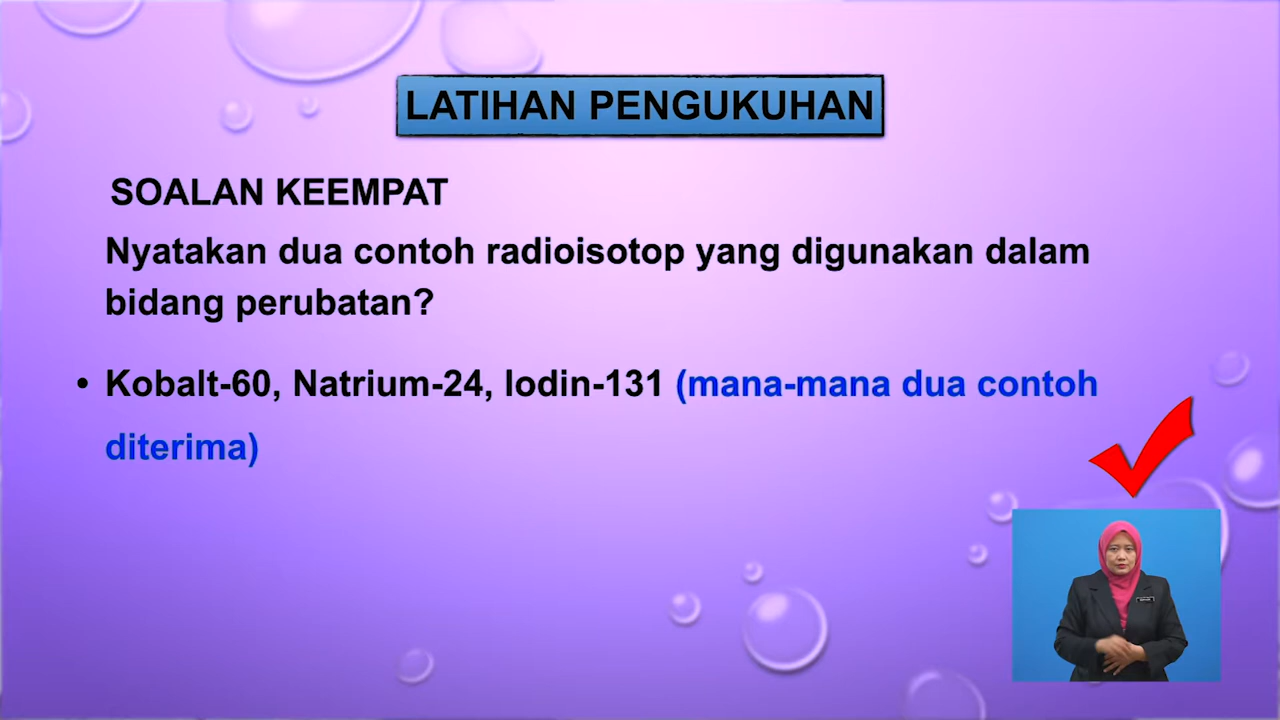 LATIHAN PENGUKUHAN
SOALAN KEEMPAT
Nyatakan dua contoh radioisotop yang digunakan dalam
bidang perubatan?
• Kobalt-60, Natrium-24, Iodin-131 (mana-mana dua contoh
diterima)